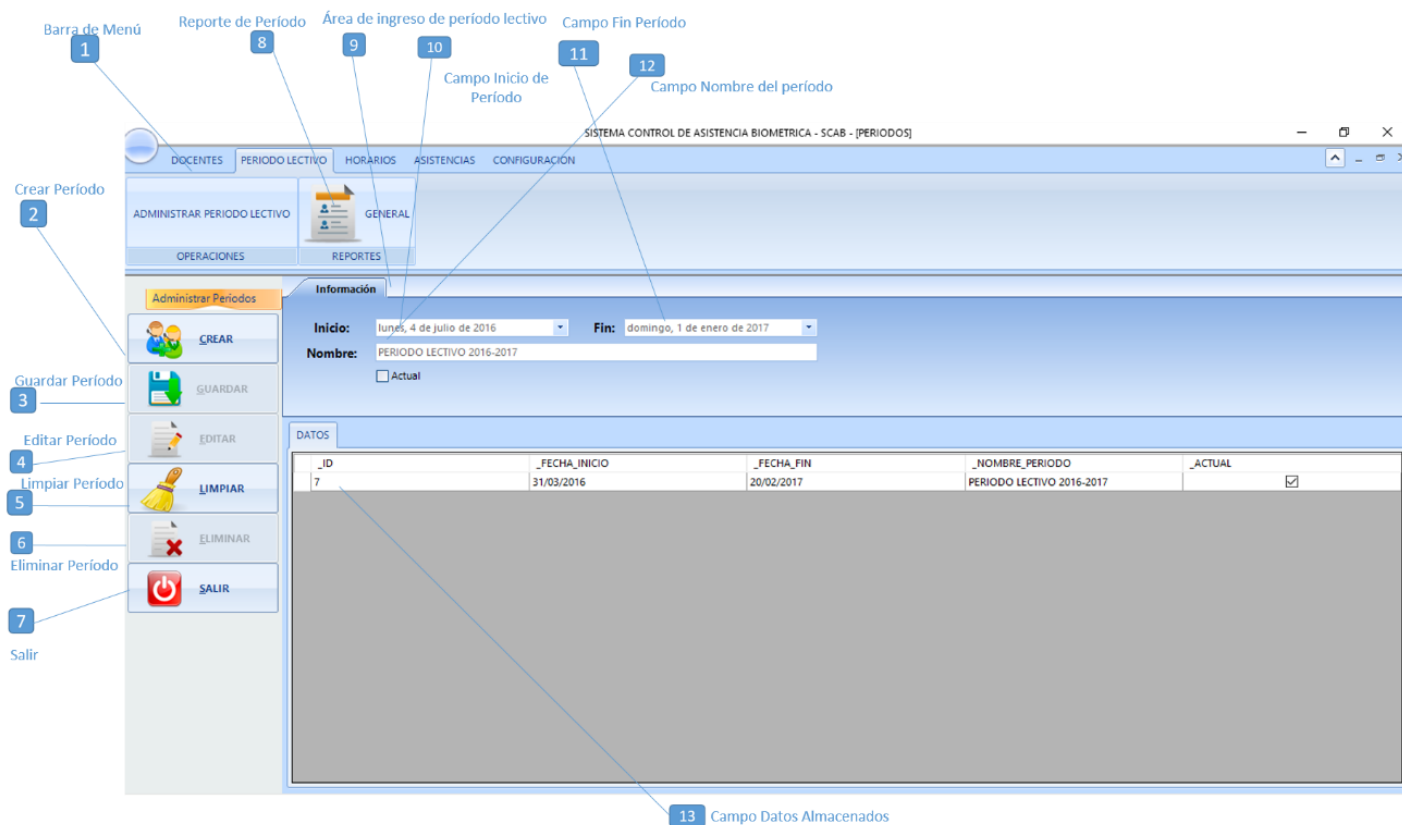 Barra de Menú
1
Reporte de Período
8
Área de ingreso de período lectivo
9
10
Campo Inicio de
Período
Campo Fin Período
11
12
Campo Nombre del período
SISTEMA CONTROL DE ASISTENCIA BIOMETRICA - SCAB - [PERIODOS]
DOCENTES PERIODO LECTIVO HORARIOS ASISTENCIAS CONFIGURACIÓN
ADMINISTRAR PERIODO LECTIVO
GENERAL
OPERACIONES
REPORTES
Crear Período
2
Guardar Período
3
Editar Período
4
Limpiar Período
5
6
Eliminar Período
7
Salir
Administrar Periodos
CREAR
GUARDAR
EDITAR
LIMPIAR
ELIMINAR
SALIR
Información
Inicio: lunes, 4 de julio de 2016 Fin: domingo, 1 de enero de 2017
Nombre: PERIODO LECTIVO 2016-2017
Actual
DATOS
_ID _FECHA_INICIO _FECHA_FIN _NOMBRE_PERIODO _ACTUAL
7 31/03/2016 20/02/2017 PERIODO LECTIVO 2016-2017
13 Campo Datos Almacenados